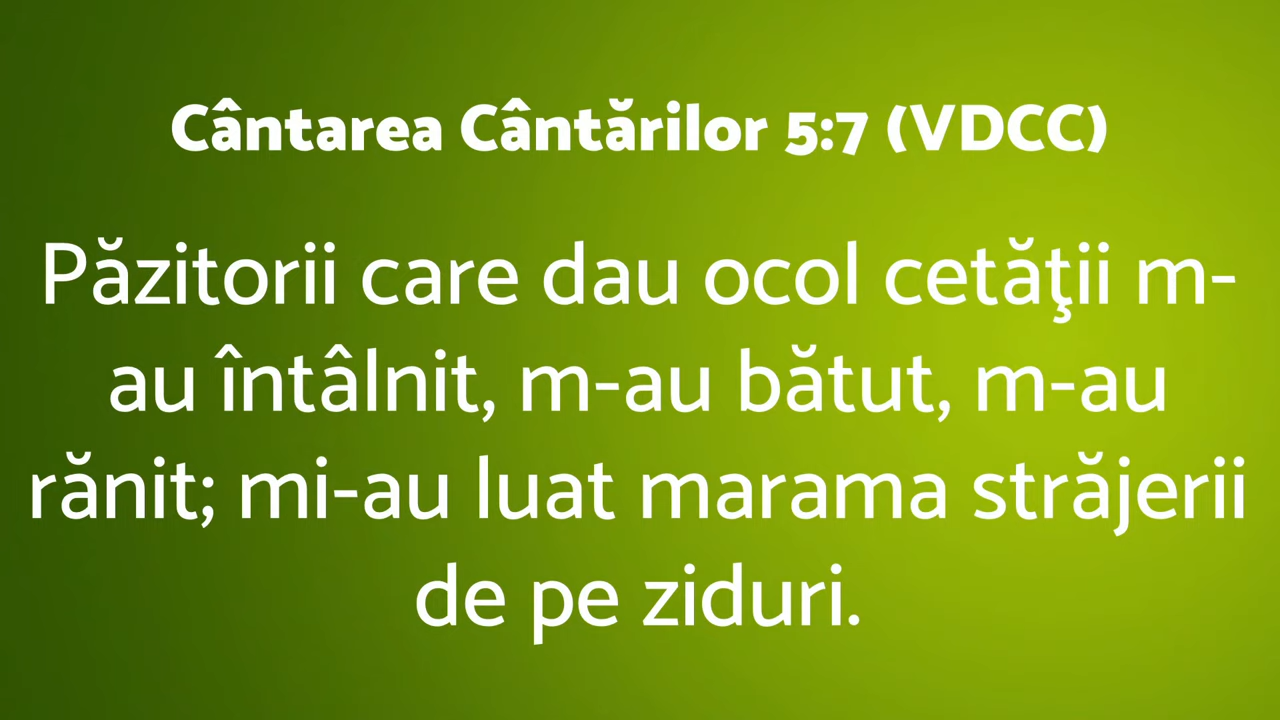 Cântarea Cântărilor 5:7 (VDCC)
Păzitorii care dau ocol cetăţii m-
au întâlnit, m-au bătut, m-au
rănit; mi-au luat marama străjerii
de pe ziduri.